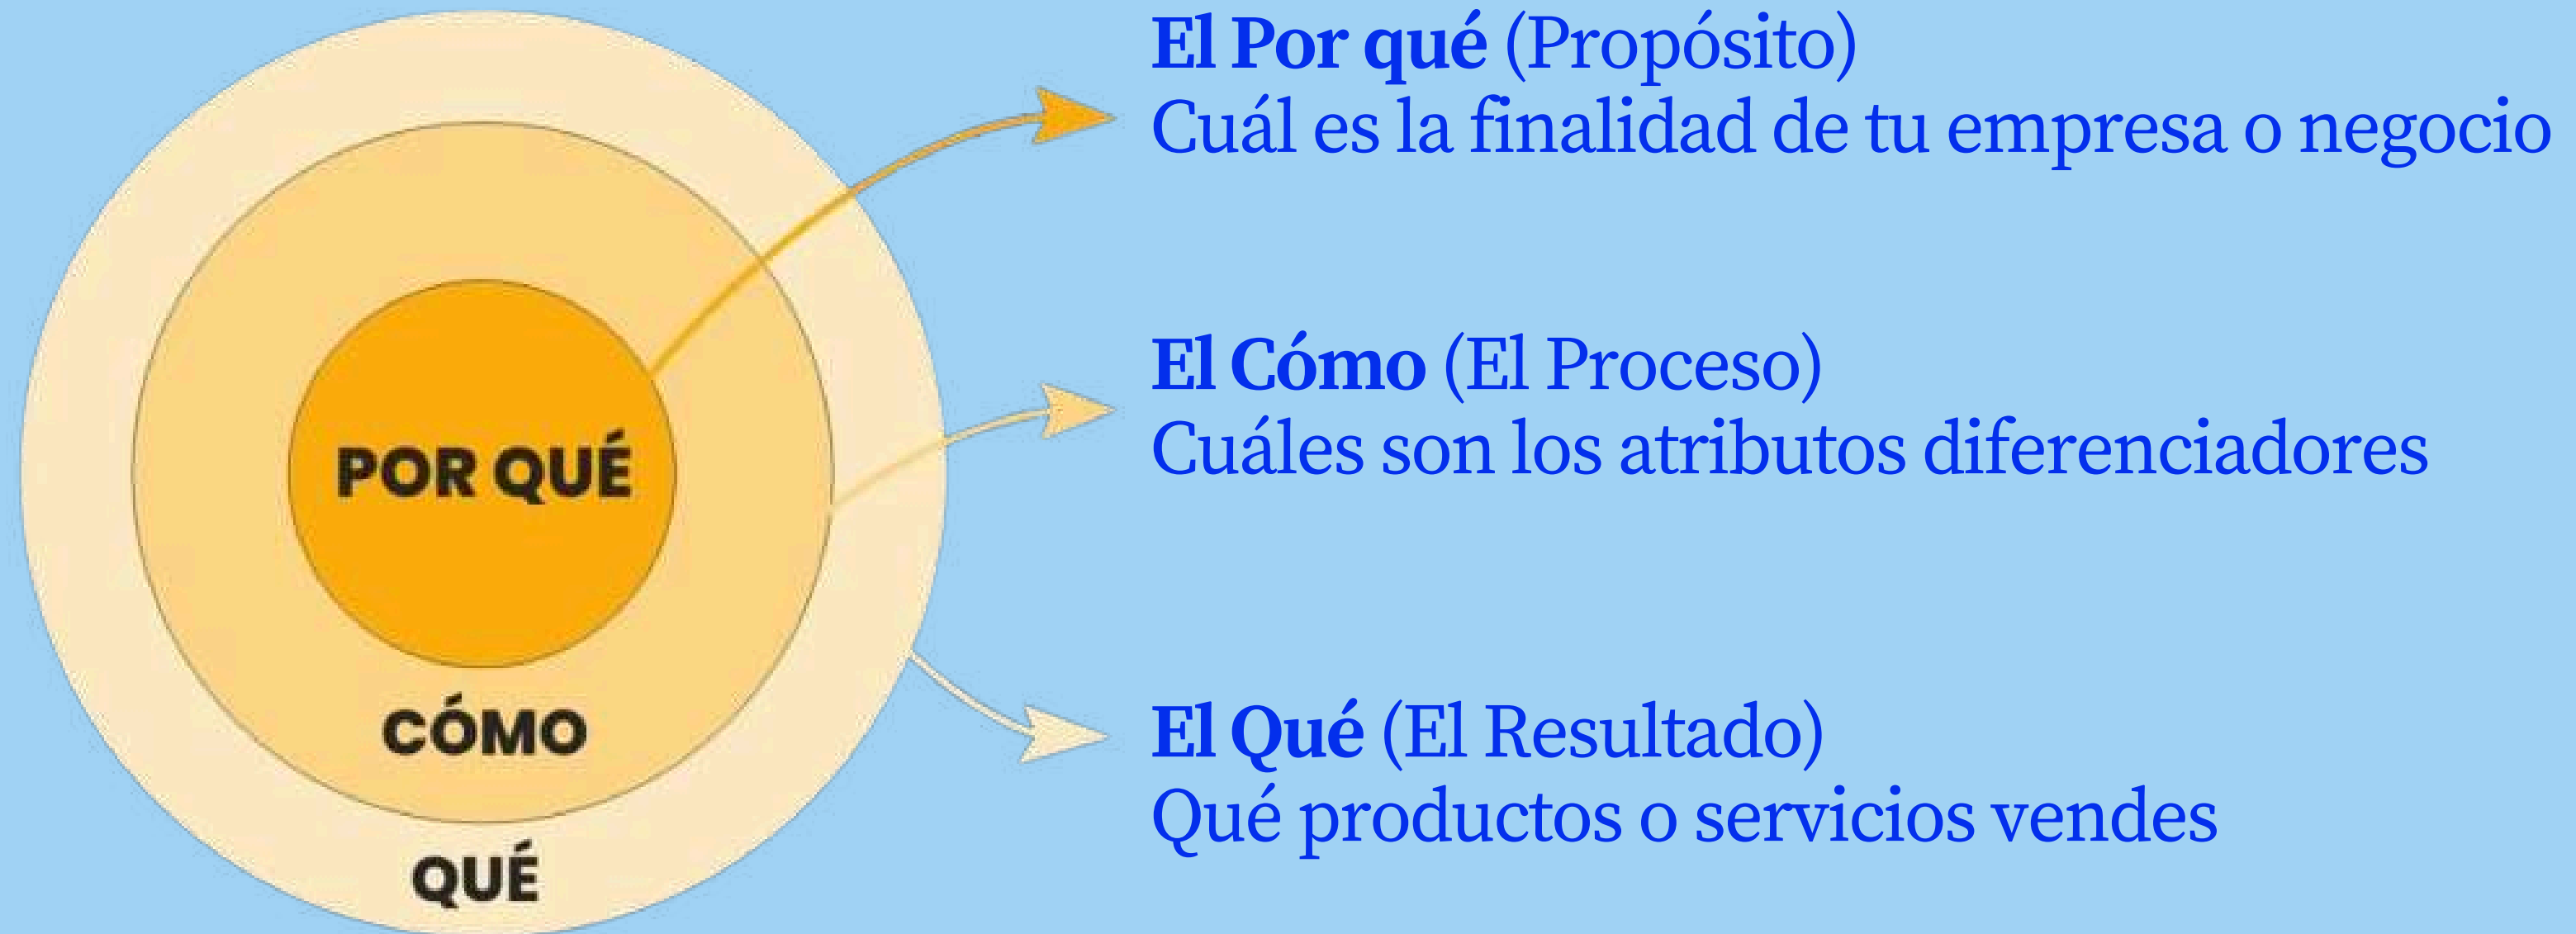 El Por qué (Propósito)
Cuál es la finalidad de tu empresa o negocio
El Cómo (El Proceso)
Cuáles son los atributos diferenciadores
El Qué (El Resultado)
Qué productos o servicios vendes
POR QUÉ
CÓMO
QUÉ